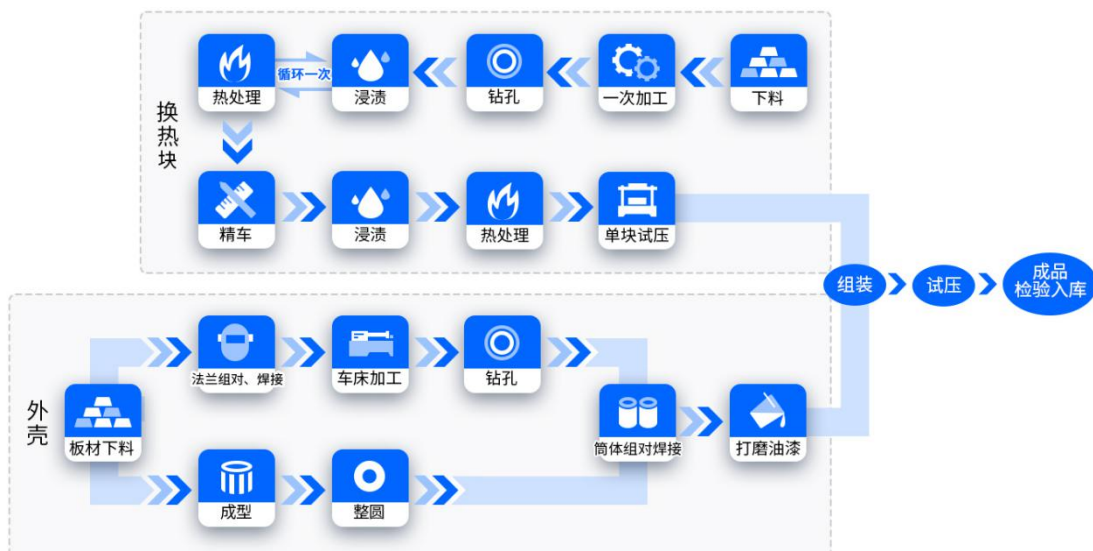 换热块
热处理
循环一次
浸渍
钻孔
一次加工
下料
精车
浸渍
热处理
单块试压
组装
试压
成品
检验入库
外壳
板材下料
法兰组对、焊接
车床加工
钻孔
成型
整圆
筒体组对焊接
打磨油漆